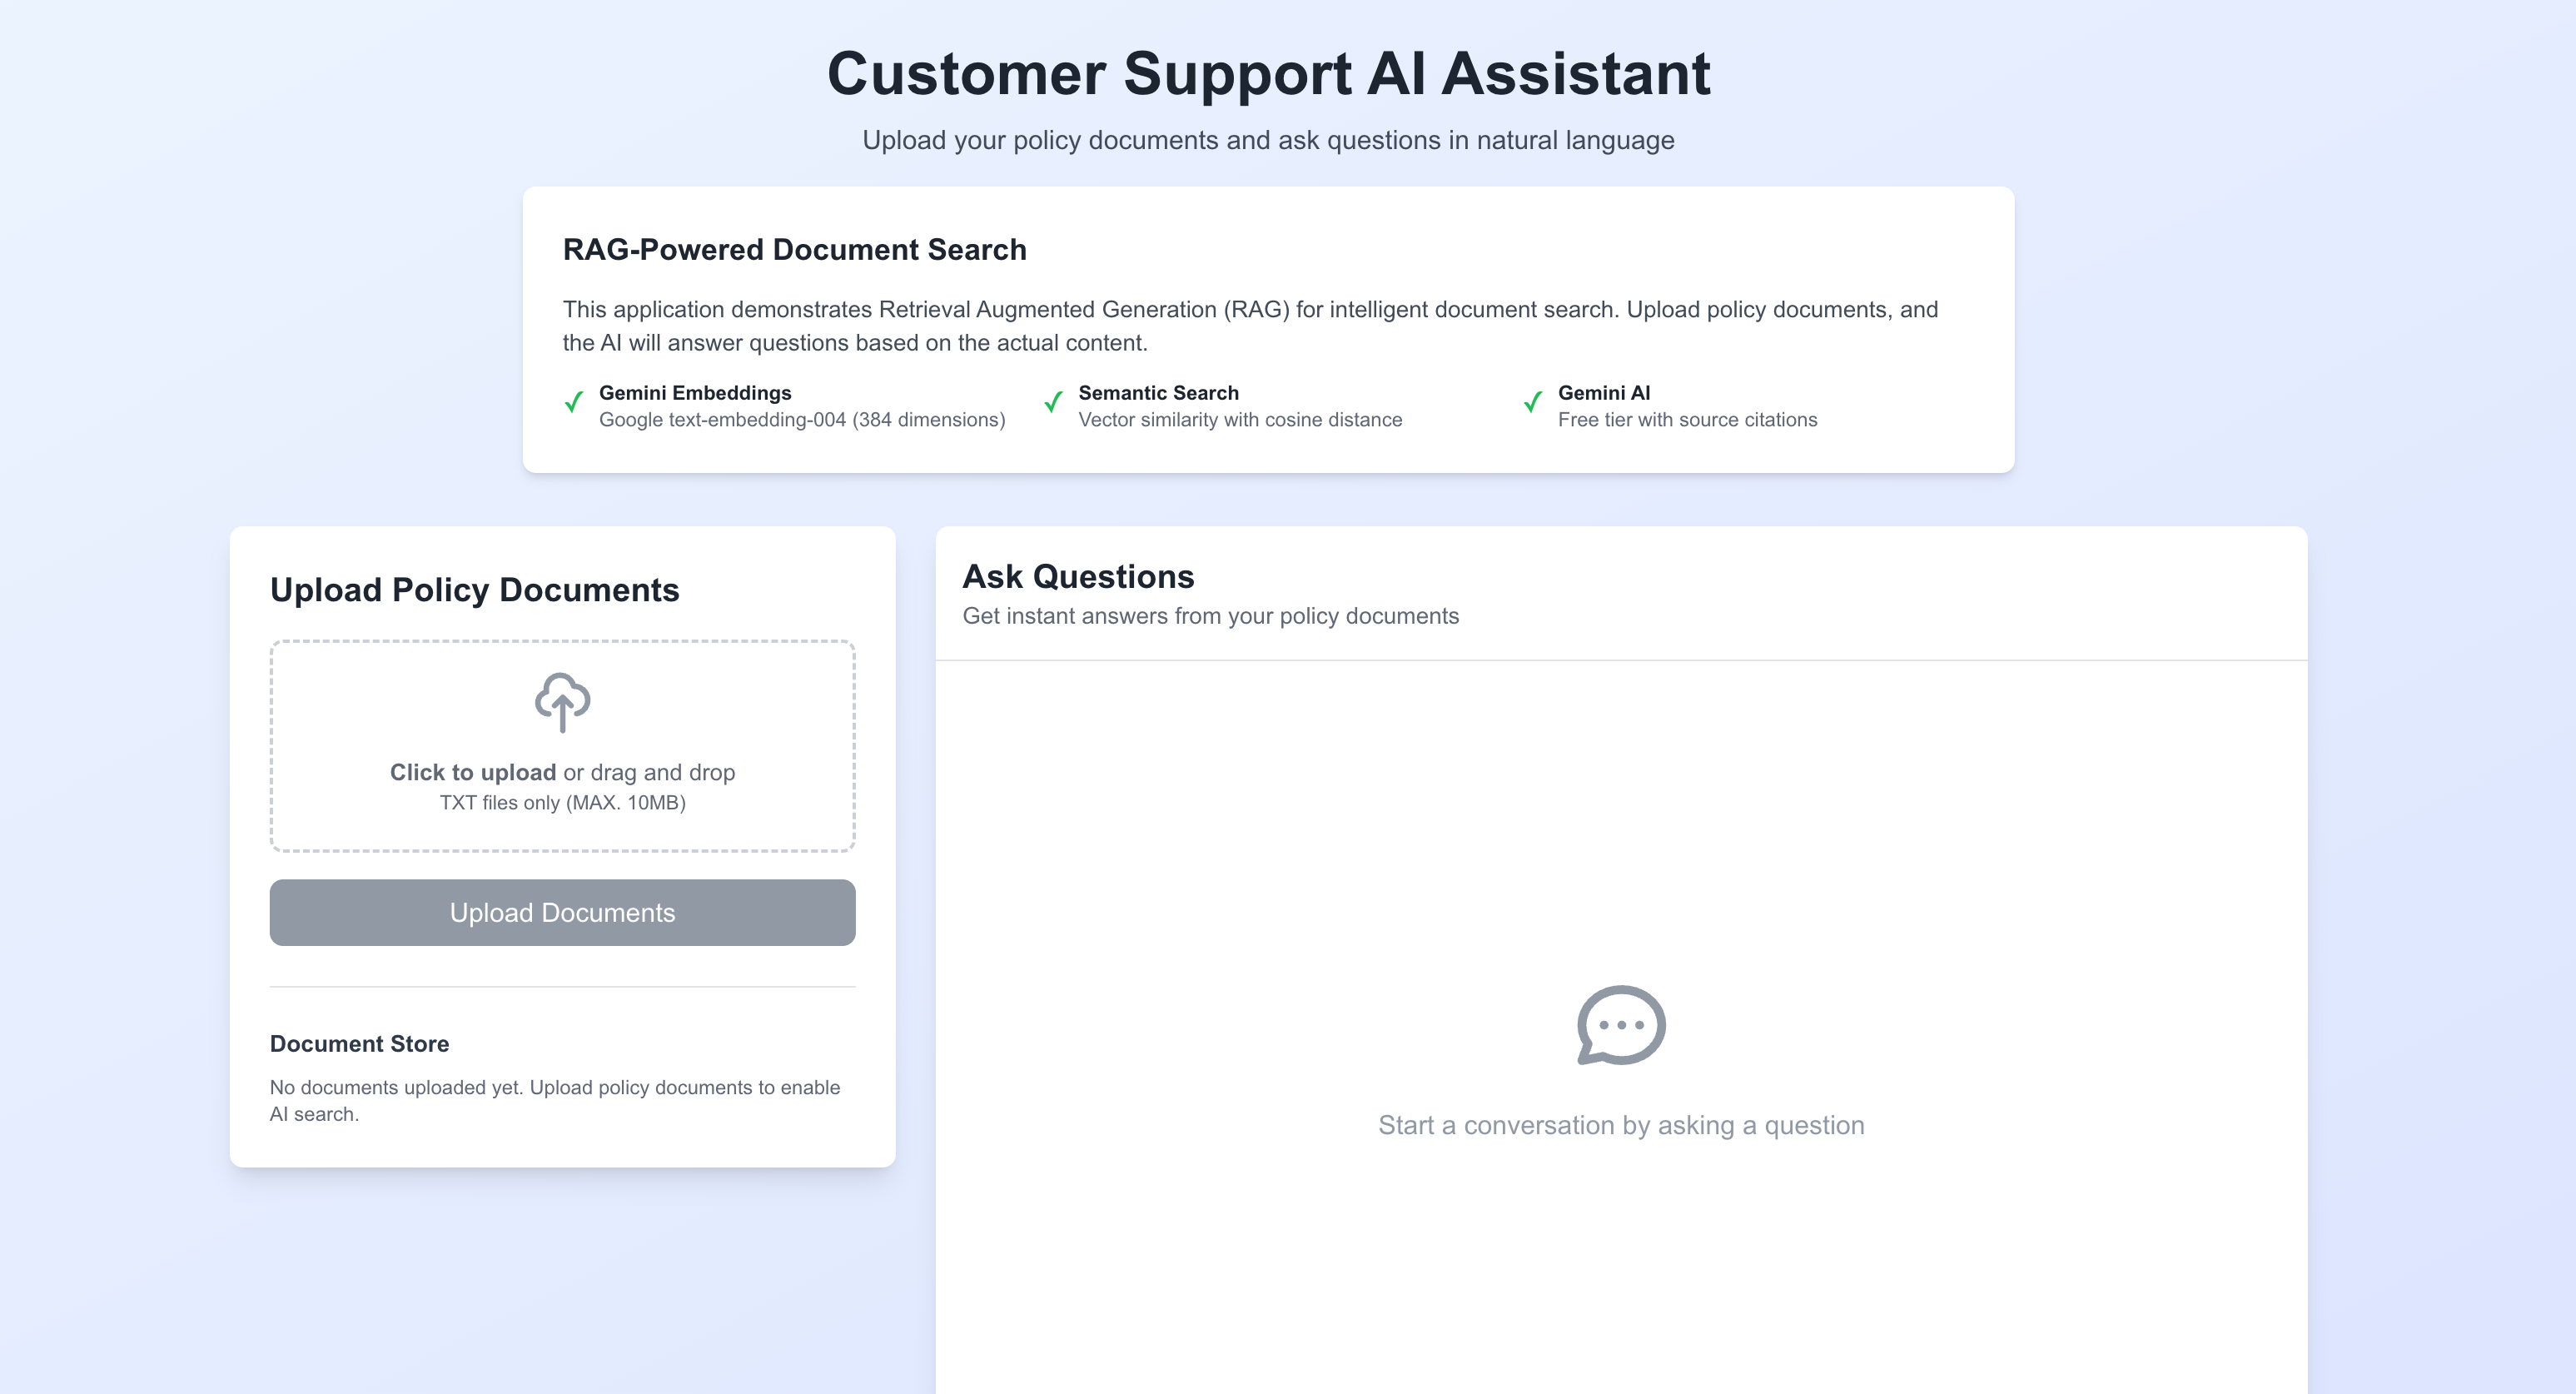 Customer Support AI Assistant
Upload your policy documents and ask questions in natural language
RAG-Powered Document Search
This application demonstrates Retrieval Augmented Generation (RAG) for intelligent document search. Upload policy documents, and
the AI will answer questions based on the actual content.
Gemini Embeddings
Google text-embedding-004 (384 dimensions)
Semantic Search
Vector similarity with cosine distance
Gemini AI
Free tier with source citations
Upload Policy Documents
Click to upload or drag and drop
TXT files only (MAX. 10MB)
Upload Documents
Document Store
No documents uploaded yet. Upload policy documents to enable
AI search.
Ask Questions
Get instant answers from your policy documents
Start a conversation by asking a question